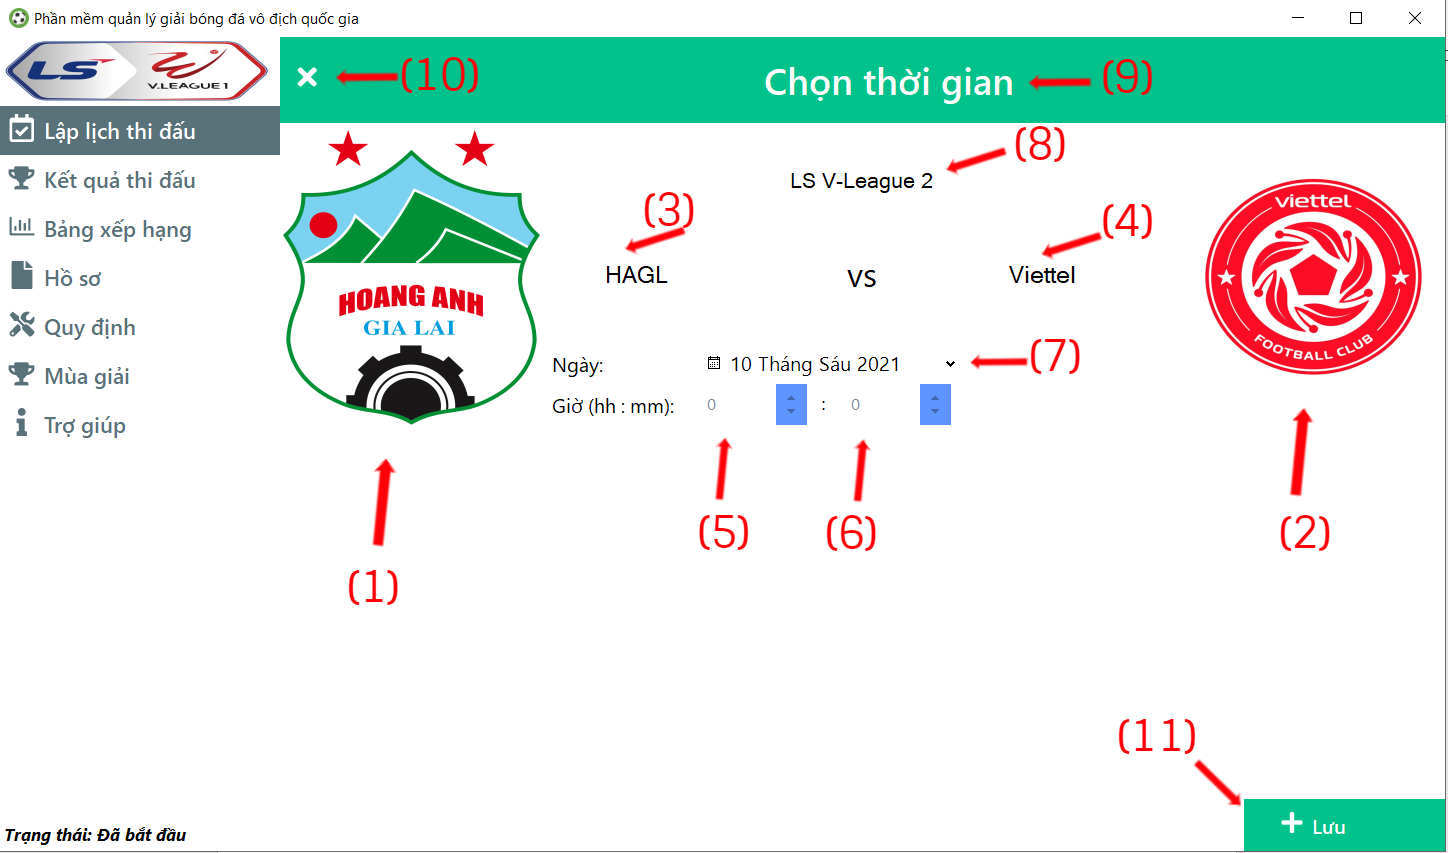 Phần mềm quản lý giải bóng đá vô địch quốc gia
LS V.LEAGUE 1
(10)
Chọn thời gian
(9)
Lập lịch thi đấu
Kết quả thi đấu
Bảng xếp hạng
Hồ sơ
Quy định
Mùa giải
Trợ giúp
HOANG ANH
GIA LAI
(8)
LS V-League 2
(3)
(4)
HAGL
VS
Viettel
Viettel
FOOTBALL CLUB
Ngày:
10 Tháng Sáu 2021
(7)
Giờ (hh : mm):
0
:
0
(5)
(6)
(1)
(2)
(11)
Lưu
Trạng thái: Đã bắt đầu